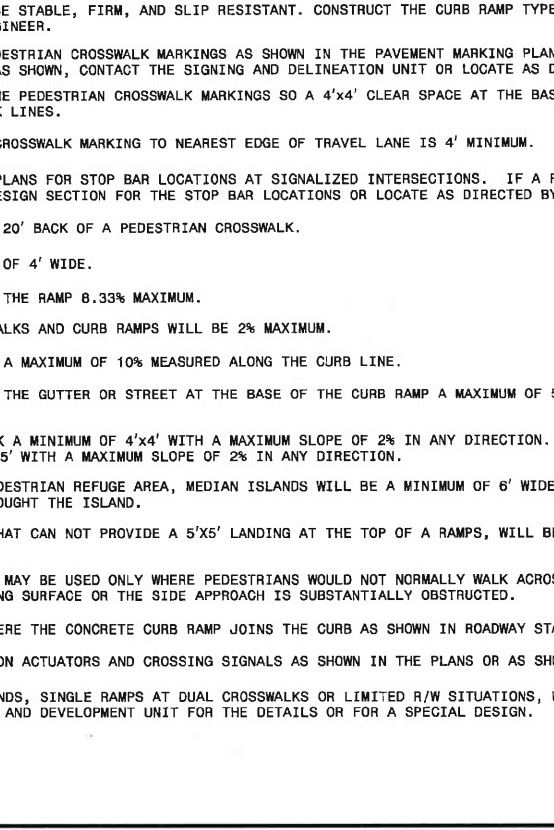 E STABLE, FIRM, AND SLIP RESISTANT. CONSTRUCT THE CURB RAMP TYPE
GINEER.
DESTRIAN CROSSWALK MARKINGS AS SHOWN IN THE PAVEMENT MARKING PLAN
AS SHOWN, CONTACT THE SIGNING AND DELINEATION UNIT OR LOCATE AS D
HE PEDESTRIAN CROSSWALK MARKINGS SO A 4'x4' CLEAR SPACE AT THE BAS
K LINES.
CROSSWALK MARKING TO NEAREST EDGE OF TRAVEL LANE IS 4' MINIMUM.
PLANS FOR STOP BAR LOCATIONS AT SIGNALIZED INTERSECTIONS. IF A P
ESIGN SECTION FOR THE STOP BAR LOCATIONS OR LOCATE AS DIRECTED BY
20' BACK OF A PEDESTRIAN CROSSWALK.
OF 4' WIDE.
THE RAMP 8.33% MAXIMUM.
ALKS AND CURB RAMPS WILL BE 2% MAXIMUM.
A MAXIMUM OF 10% MEASURED ALONG THE CURB LINE.
THE GUTTER OR STREET AT THE BASE OF THE CURB RAMP A MAXIMUM OF 5
K A MINIMUM OF 4'x4' WITH A MAXIMUM SLOPE OF 2% IN ANY DIRECTION.
5' WITH A MAXIMUM SLOPE OF 2% IN ANY DIRECTION.
DESTRIAN REFUGE AREA, MEDIAN ISLANDS WILL BE A MINIMUM OF 6' WIDE
OUGHT THE ISLAND.
HAT CAN NOT PROVIDE A 5'X5' LANDING AT THE TOP OF A RAMPS, WILL B
MAY BE USED ONLY WHERE PEDESTRIANS WOULD NOT NORMALLY WALK ACROS
NG SURFACE OR THE SIDE APPROACH IS SUBSTANTIALLY OBSTRUCTED.
ERE THE CONCRETE CURB RAMP JOINS THE CURB AS SHOWN IN ROADWAY STA
ON ACTUATORS AND CROSSING SIGNALS AS SHOWN IN THE PLANS OR AS SHO
NDS, SINGLE RAMPS AT DUAL CROSSWALKS OR LIMITED R/W SITUATIONS,
AND DEVELOPMENT UNIT FOR THE DETAILS OR FOR A SPECIAL DESIGN.